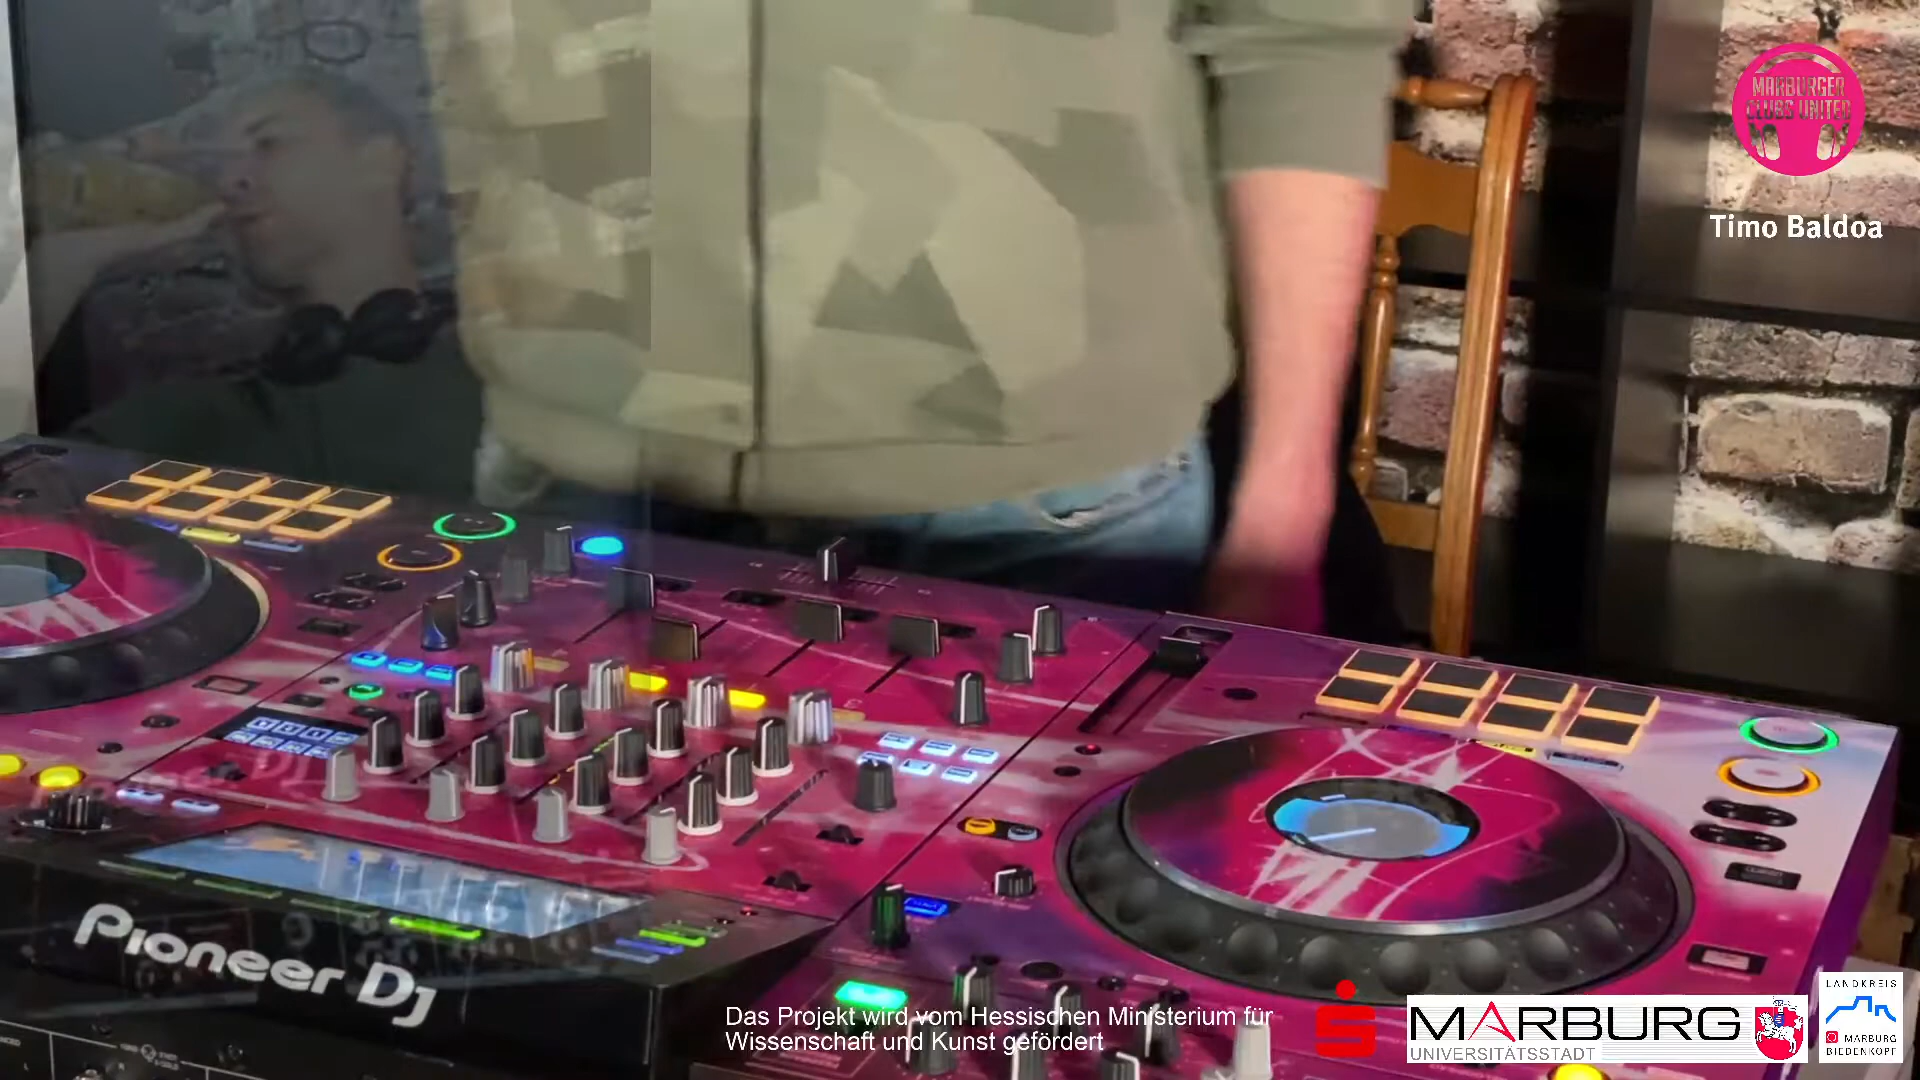 MARBURGER
CLUBS UNITED
Timo Baldoa
Pioneer Dj
Das Projekt wird vom Hessischen Ministerium für
Wissenschaft und Kunst gefördert
MARBURG
UNIVERSITÄTSSTADT
LANDKREIS
MARBURG
BIEDENKOPF